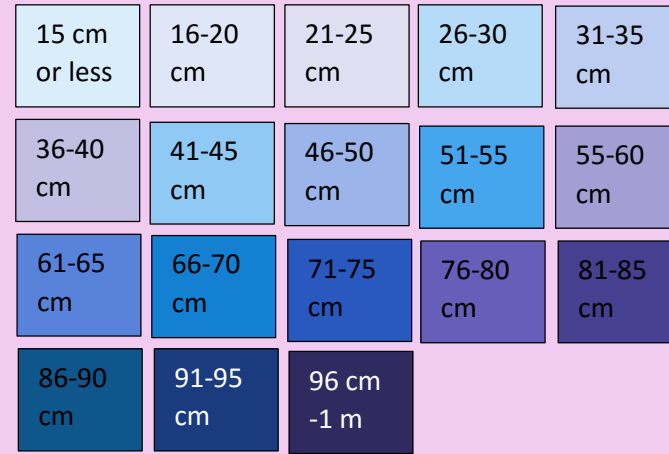 15 cm
or less
16-20
cm
21-25
cm
26-30
cm
31-35
cm
36-40
cm
41-45
cm
46-50
cm
51-55
cm
55-60
cm
61-65
cm
66-70
cm
71-75
cm
76-80
cm
81-85
cm
86-90
cm
91-95
cm
96 cm
-1 m